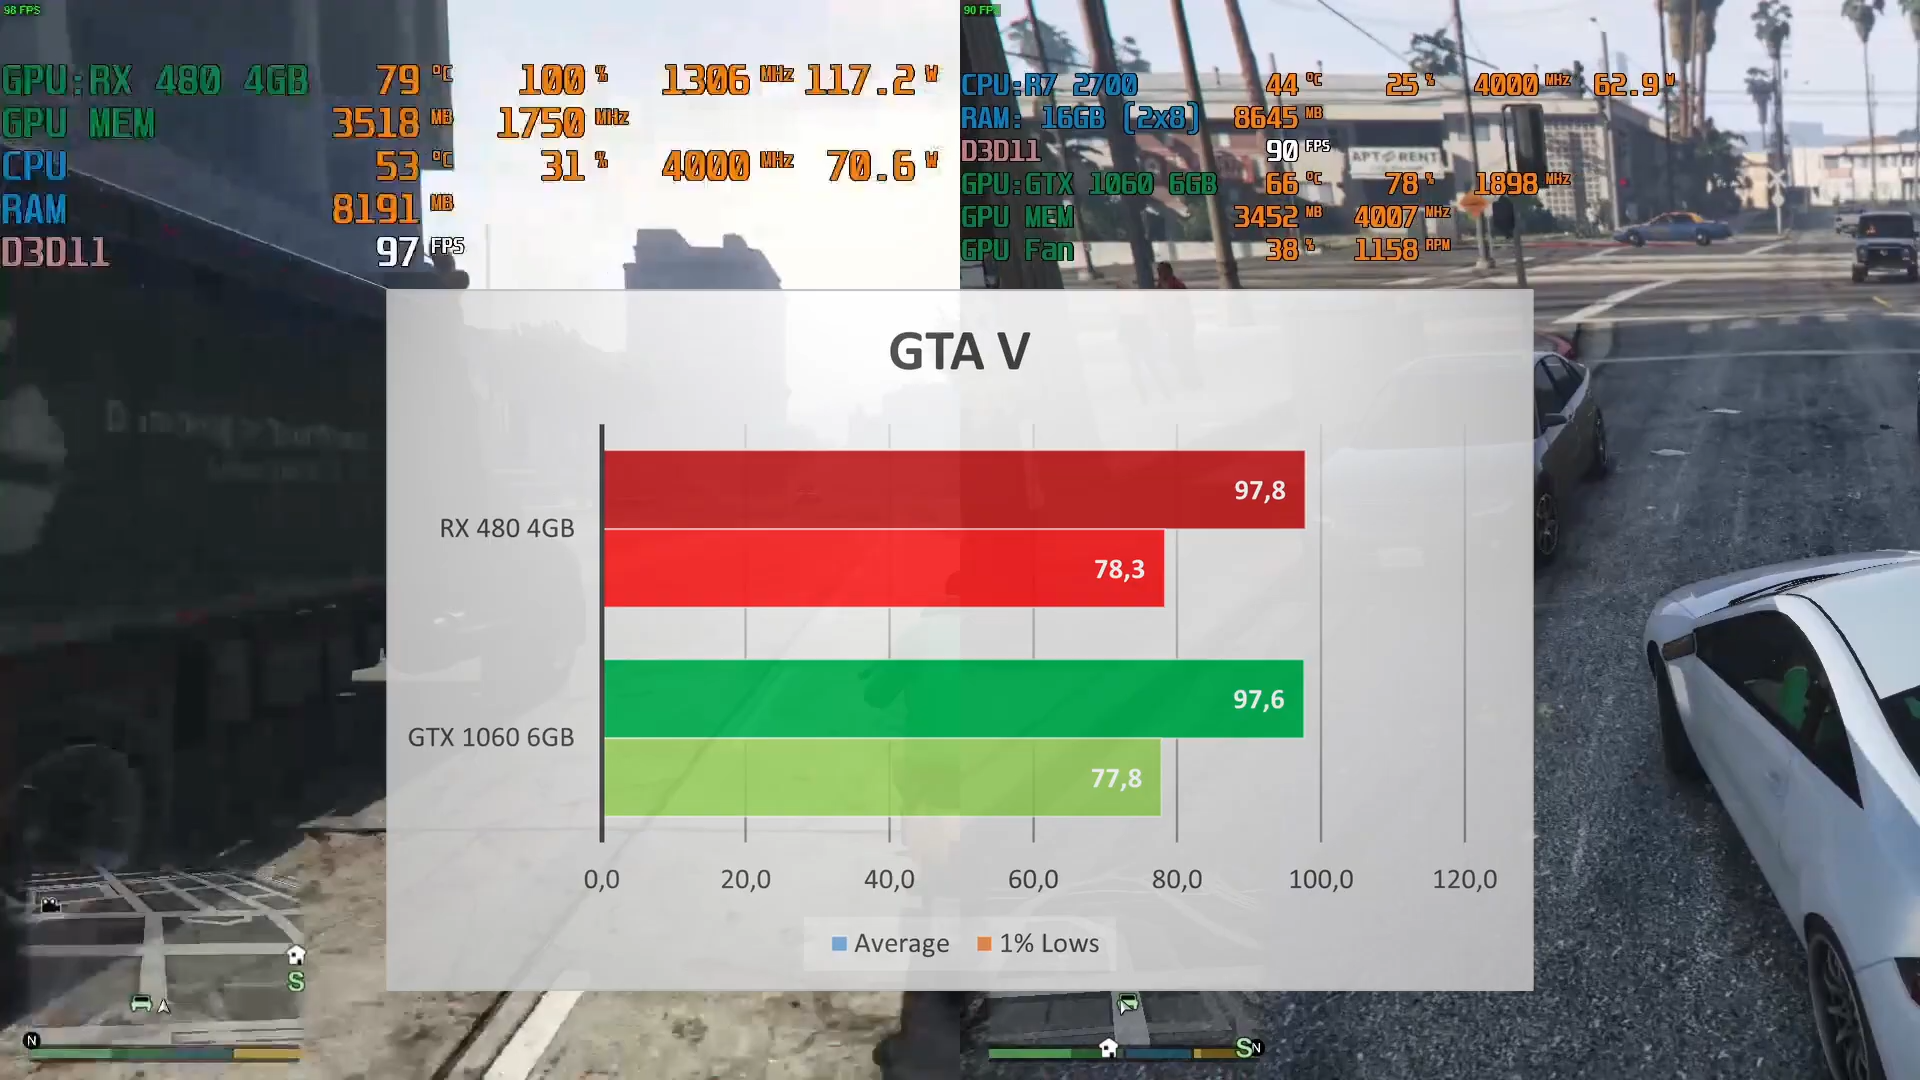 98 FPS
GPU:RX 480 4GB 79 °C 100 % 1306 MHz 117.2 W
GPU MEM 3518 MB 1750 MHz
CPU 53 °C 31 % 4000 MHz 70.6 W
RAM 8191 MB
D3D11 97 FPS
90 FPS
CPU:R7 2700 44 °C 25 % 4000 MHz 62.9 W
RAM: 16GB (2x8) 8645 MB
D3D11 90 FPS
GPU:GTX 1060 6GB 66 °C 78 % 1898 MHz
GPU MEM 3452 MB 4007 MHz
GPU Fan 38 % 1158 RPM
APT RENT
GTA V
RX 480 4GB
97,8
78,3
GTX 1060 6GB
97,6
77,8
0,0 20,0 40,0 60,0 80,0 100,0 120,0
Average 1% Lows
N
S
S
N